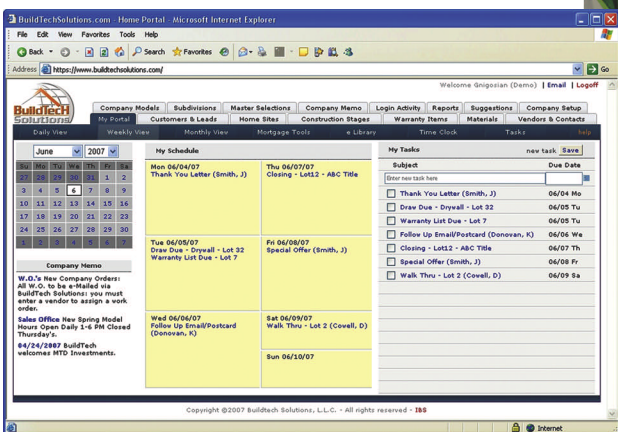 BuildTechSolutions.com - Home Portal - Microsoft Internet Explorer
File Edit View Favorites Tools Help
Back Search Favorites
Address https://www.buildtechsolutions.com/ Go
Welcome Gnigosian (Demo) | Email | Logoff
BuildTecH
Solutions
Company Models Subdivisions Master Selections Company Memo Login Activity Reports Suggestions Company Setup
My Portal Customers & Leads Home Sites Construction Stages Warranty Items Materials Vendors & Contacts
Daily View Weekly View Monthly View Mortgage Tools e Library Time Clock Tasks help
June 2007
Su Mo Tu We Th Fr Sa
27 28 29 30 31 1 2
3 4 5 6 7 8 9
10 11 12 13 14 15 16
17 18 19 20 21 22 23
24 25 26 27 28 29 30
1 2 3 4 5 6 7
Company Memo
W.O.'s New Company Orders:
All W.O. to be e-Mailed via
BuildTech Solutions: you must
enter a vendor to assign a work
order.
Sales Office New Spring Model
Hours Open Daily 1-6 PM Closed
Thursday's.
04/24/2007 BuildTech
welcomes MTD Investments.
My Schedule
Mon 06/04/07
Thank You Letter (Smith, J)
Thu 06/07/07
Closing - Lot12 - ABC Title
Tue 06/05/07
Draw Due - Drywall - Lot 32
Warranty List Due - Lot 7
Fri 06/08/07
Special Offer (Smith, J)
Wed 06/06/07
Follow Up Email/Postcard
(Donovan, K)
Sat 06/09/07
Walk Thru - Lot 2 (Covell, D)
Sun 06/10/07
My Tasks new task Save
Subject Due Date
Enter new task here
Thank You Letter (Smith, J) 06/04 Mo
Draw Due - Drywall - Lot 32 06/05 Tu
Warranty List Due - Lot 7 06/05 Tu
Follow Up Email/Postcard (Donovan, K) 06/06 We
Closing - Lot12 - ABC Title 06/07 Th
Special Offer (Smith, J) 06/08 Fr
Walk Thru - Lot 2 (Covell, D) 06/09 Sa
Copyright ©2007 Buildtech Solutions, L.L.C. - All rights reserved - IBS
Internet